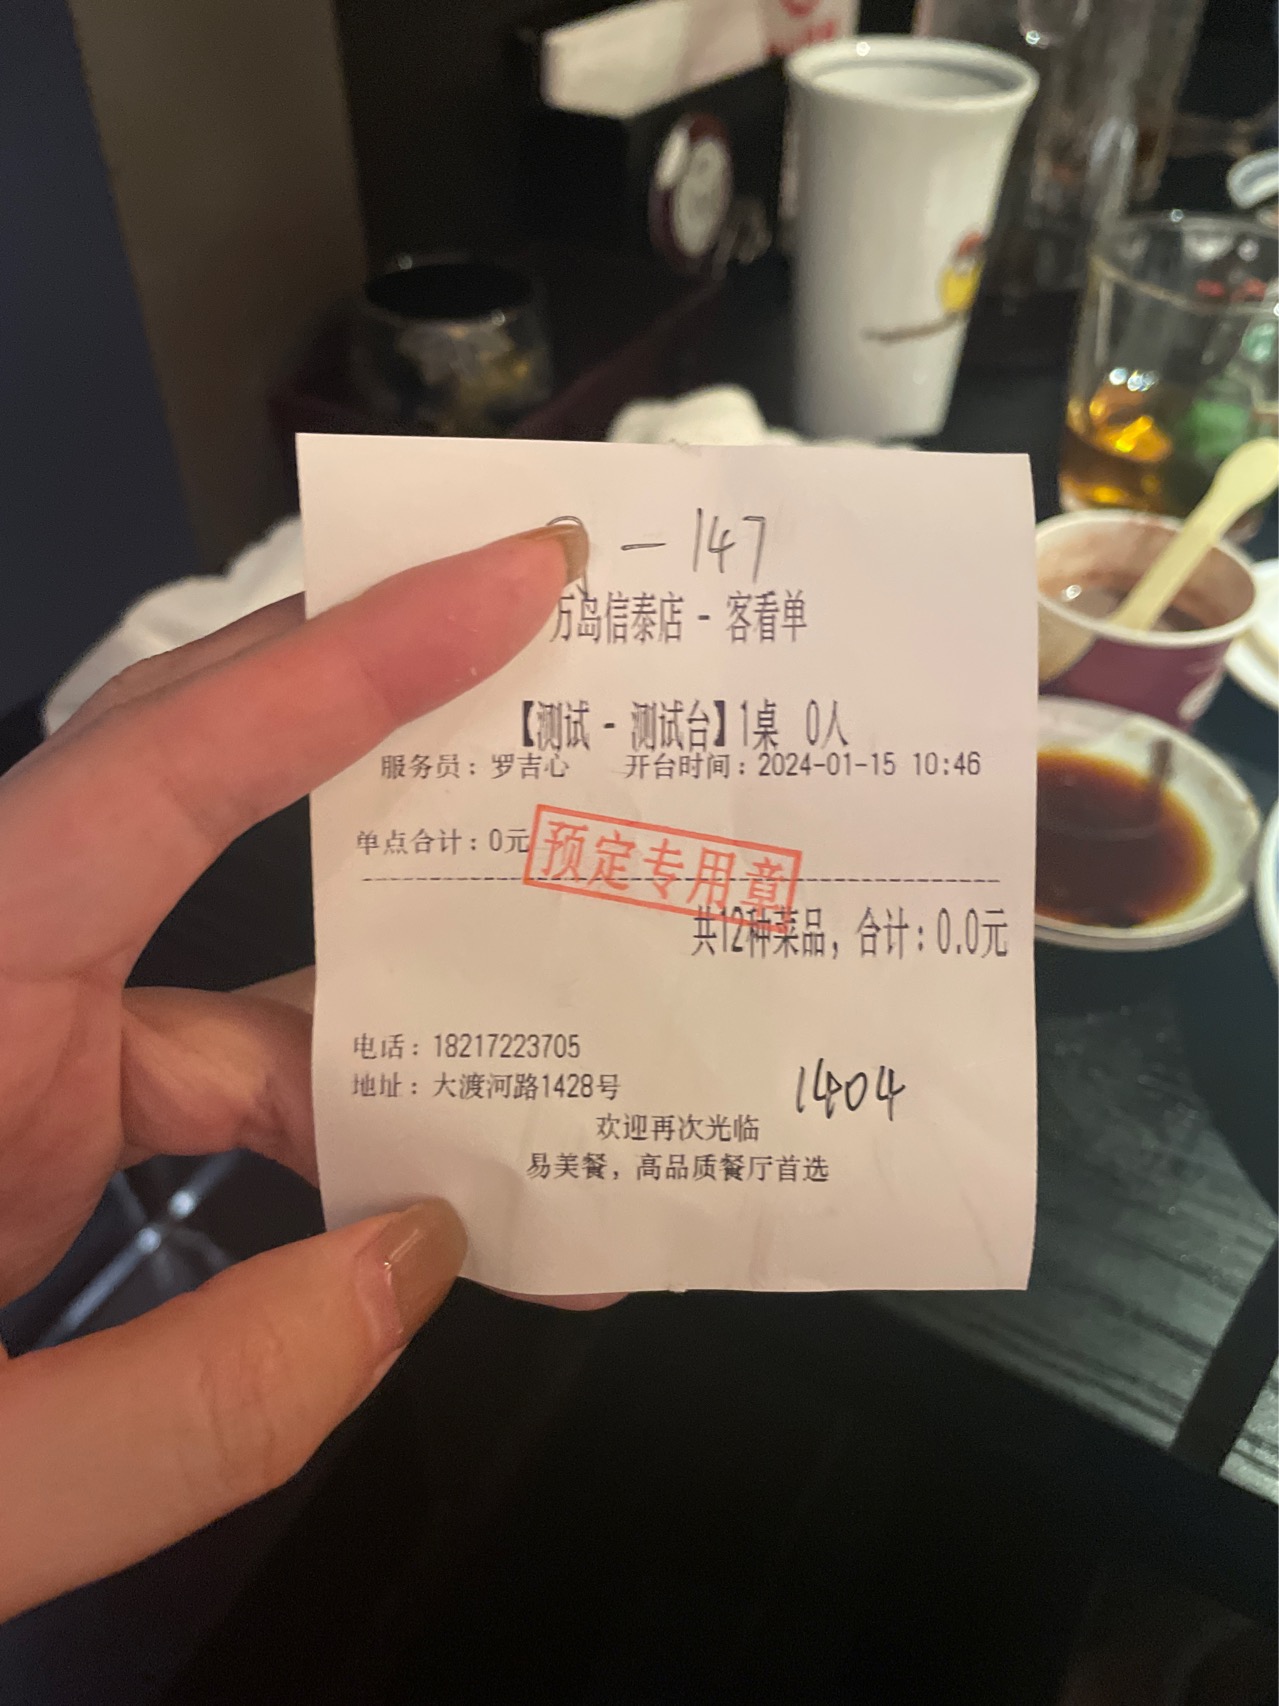 — 147
万岛信泰店 - 客看单
【测试 - 测试台】1桌 0人
服务员：罗吉心 开台时间：2024-01-15 10:46
单点合计：0元
预定专用章
共12种菜品，合计：0.0元
电话：18217223705
地址：大渡河路1428号
1404
欢迎再次光临
易美餐，高品质餐厅首选